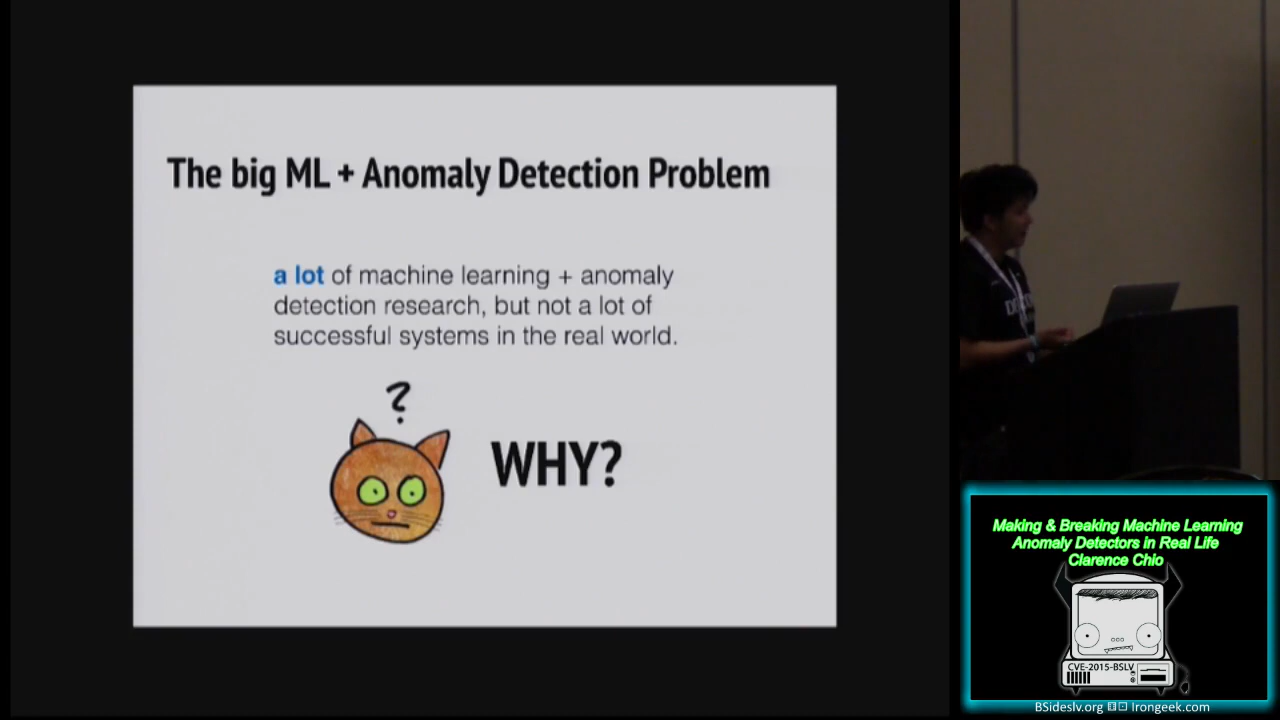 The big ML + Anomaly Detection Problem
a lot of machine learning + anomaly
detection research, but not a lot of
successful systems in the real world.
?
WHY?
Making & Breaking Machine Learning
Anomaly Detectors in Real Life
Clarence Chio
CVE-2015-BSLV
BSideslv.org
Irongeek.com